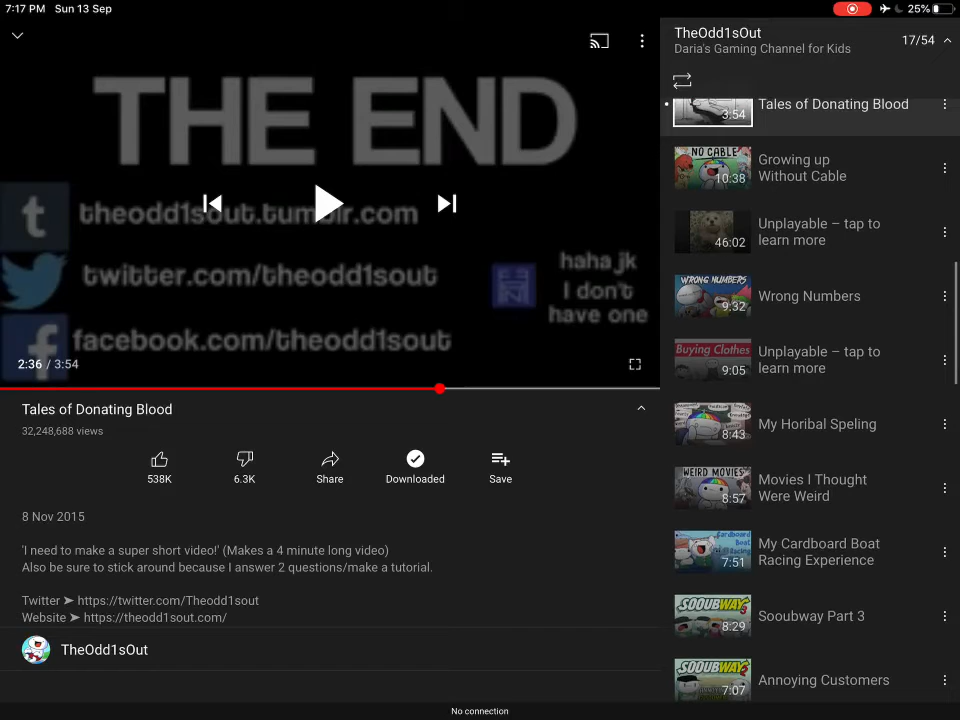 7:17 PM Sun 13 Sep
25%
THE END
t
theodd1sout.tumblr.com
twitter.com/theodd1sout
haha jk
I don't
have one
f
facebook.com/theodd1sout
2:36 / 3:54
Tales of Donating Blood
32,248,688 views
538K
6.3K
Share
Downloaded
Save
8 Nov 2015
'I need to make a super short video!' (Makes a 4 minute long video)
Also be sure to stick around because I answer 2 questions/make a tutorial.
Twitter ➤ https://twitter.com/Theodd1sout
Website ➤ https://theodd1sout.com/
TheOdd1sOut
TheOdd1sOut
Daria's Gaming Channel for Kids
17/54
3:54
Tales of Donating Blood
NO CABLE
10:38
Growing up
Without Cable
46:02
Unplayable – tap to
learn more
WRONG NUMBERS
9:32
Wrong Numbers
Buying Clothes
9:05
Unplayable – tap to
learn more
8:43
My Horibal Speling
WEIRD MOVIES
8:57
Movies I Thought
Were Weird
Cardboard
Boat
Racing
7:51
My Cardboard Boat
Racing Experience
SOOUBWAY
3
8:29
Sooubway Part 3
SOOUBWAY
7:07
Annoying Customers
No connection